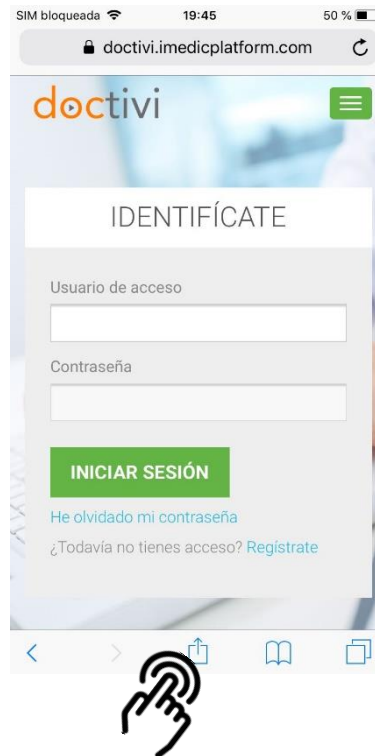 SIM bloqueada 19:45 50 %
doctivi.imedicplatform.com
doctivi
IDENTIFÍCATE
Usuario de acceso
Contraseña
INICIAR SESIÓN
He olvidado mi contraseña
¿Todavía no tienes acceso? Regístrate